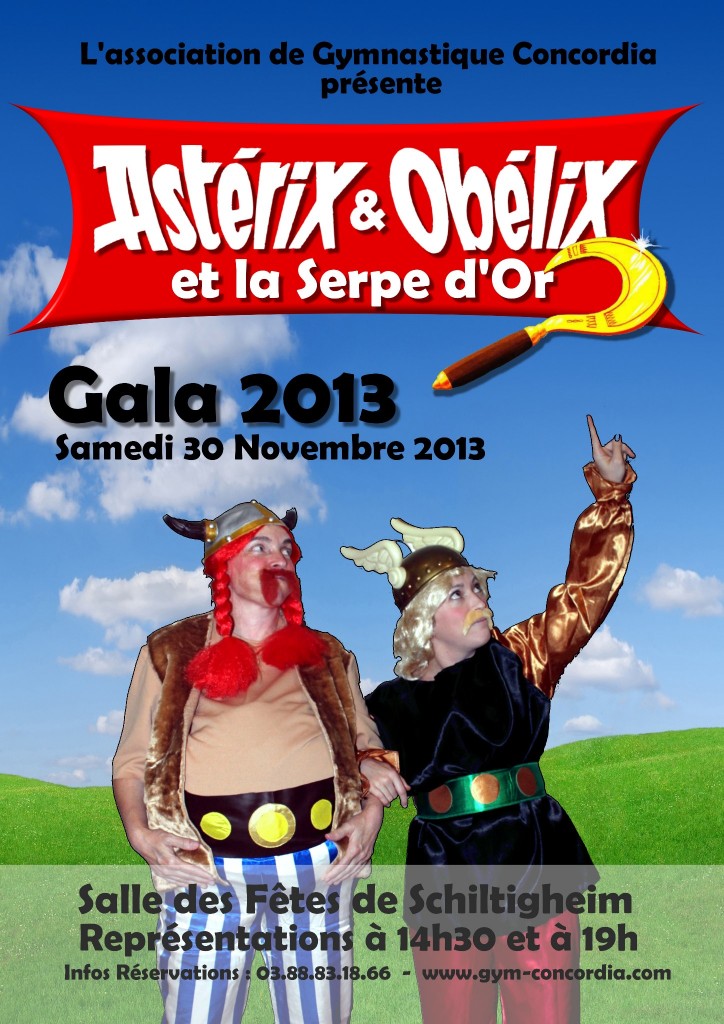 L'association de Gymnastique Concordia
présente
Astérix & Obélix
et la Serpe d'Or
Gala 2013
Samedi 30 Novembre 2013
Salle des Fêtes de Schiltigheim
Représentations à 14h30 et à 19h
Infos Réservations : 03.88.83.18.66 - www.gym-concordia.com